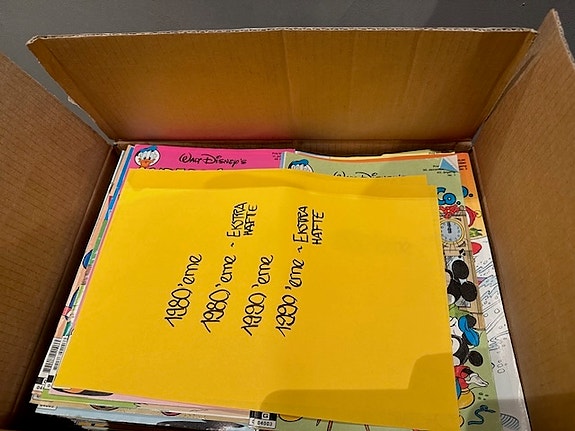 WALT DISNEY'S
1980'erne
1980'erne - EKSTRA
HÆFTE
1990'erne
1990'erne - EKSTRA
HÆFTE